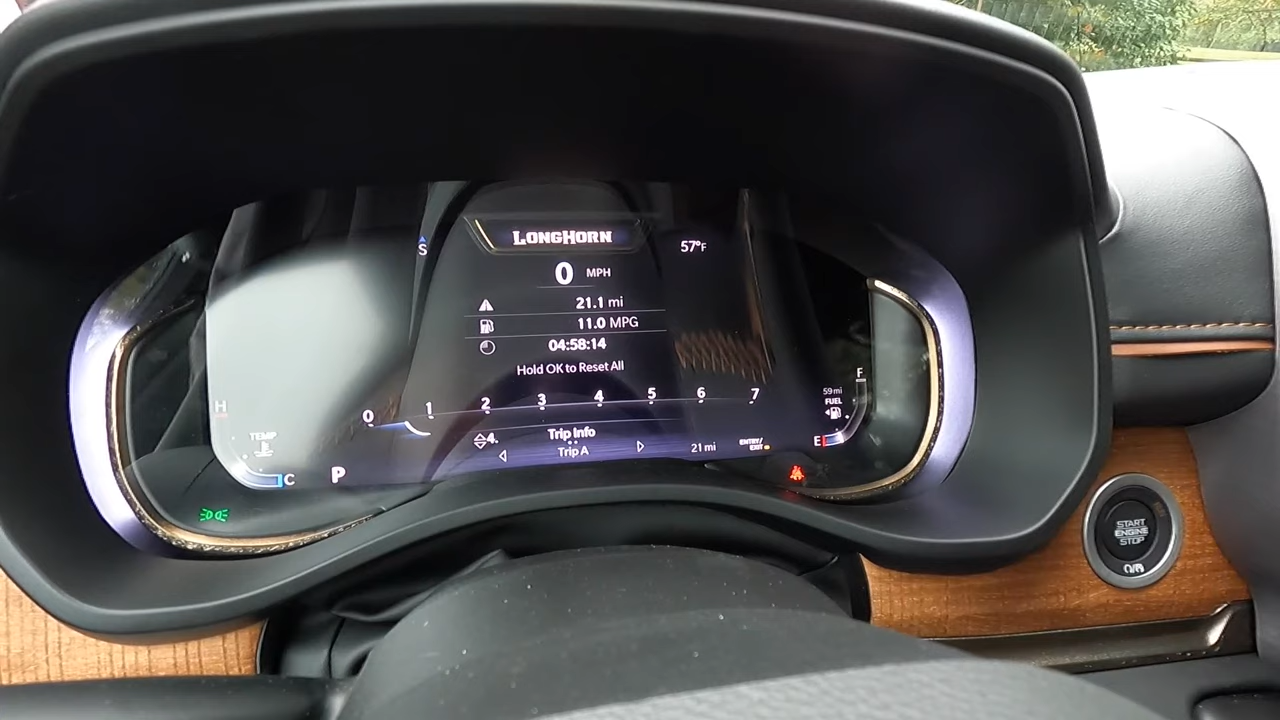 LONGHORN
S
57°F
0 MPH
21.1 mi
11.0 MPG
04:58:14
Hold OK to Reset All
0 1 2 3 4 5 6 7
H
TEMP
C
P
4.
Trip Info
Trip A
21 mi
ENTRY/
EXIT
59 mi
FUEL
F
E
START
ENGINE
STOP